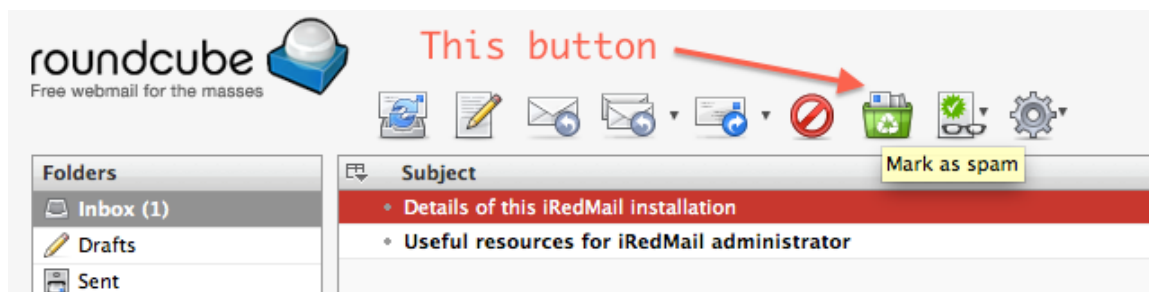 roundcube
Free webmail for the masses
This button
Mark as spam
Folders
Subject
Inbox (1)
Details of this iRedMail installation
Drafts
Useful resources for iRedMail administrator
Sent